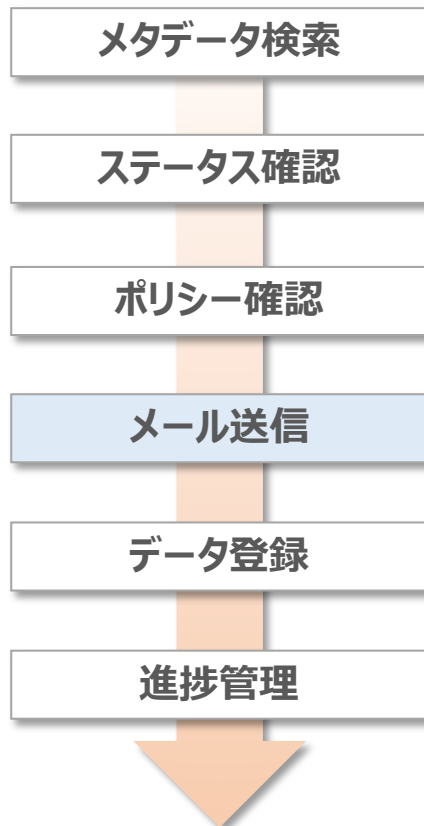 メタデータ検索
ステータス確認
ポリシー確認
メール送信
データ登録
進捗管理